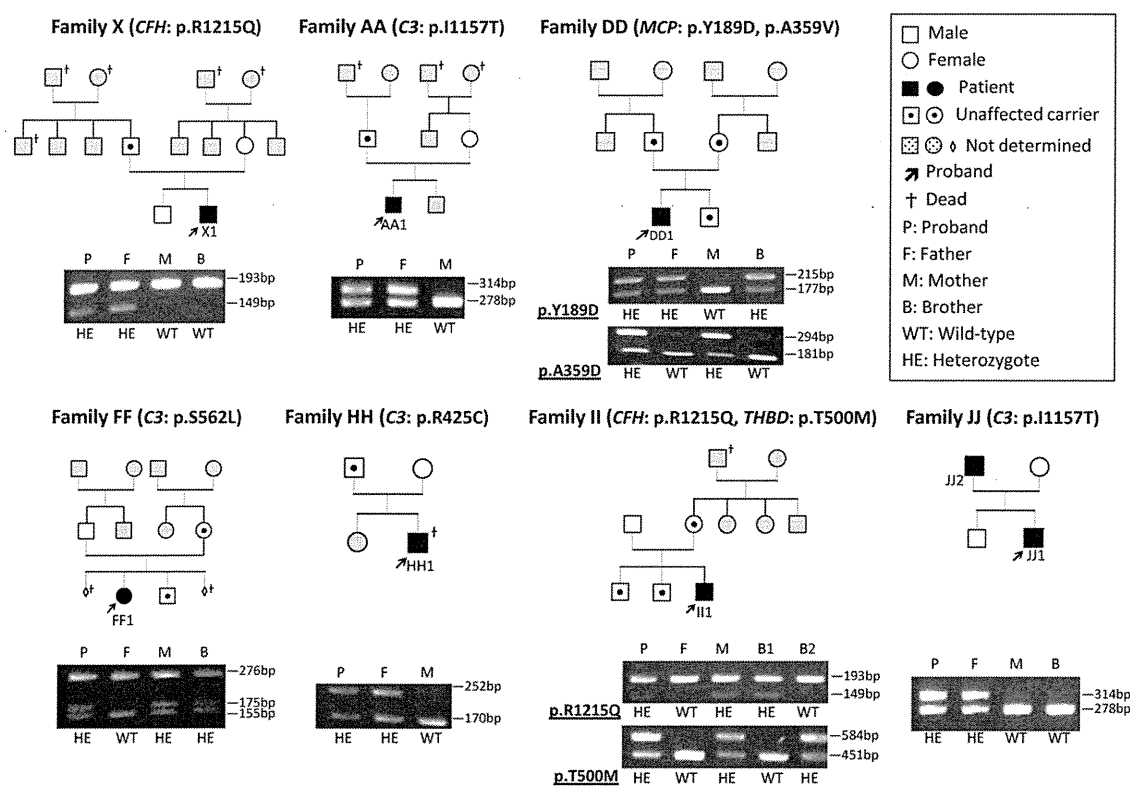 Family X (CFH: p.R1215Q)
†
†
†
†
†
X1
P F M B
193bp
149bp
HE HE WT WT
Family AA (C3: p.I1157T)
†
†
†
AA1
P F M
314bp
278bp
HE HE WT
Family DD (MCP: p.Y189D, p.A359V)
DD1
P F M B
215bp
177bp
p.Y189D
HE HE WT HE
294bp
181bp
p.A359D
HE WT HE WT
Male
Female
Patient
Unaffected carrier
Not determined
Proband
† Dead
P: Proband
F: Father
M: Mother
B: Brother
WT: Wild-type
HE: Heterozygote
Family FF (C3: p.S562L)
†
†
FF1
P F M B
276bp
175bp
155bp
HE WT HE HE
Family HH (C3: p.R425C)
†
HH1
P F M
252bp
170bp
HE HE WT
Family II (CFH: p.R1215Q, THBD: p.T500M)
†
II1
P F M B1 B2
193bp
149bp
p.R1215Q
HE WT HE HE WT
584bp
451bp
p.T500M
HE WT HE WT HE
Family JJ (C3: p.I1157T)
JJ2
JJ1
P F M B
314bp
278bp
HE HE WT WT